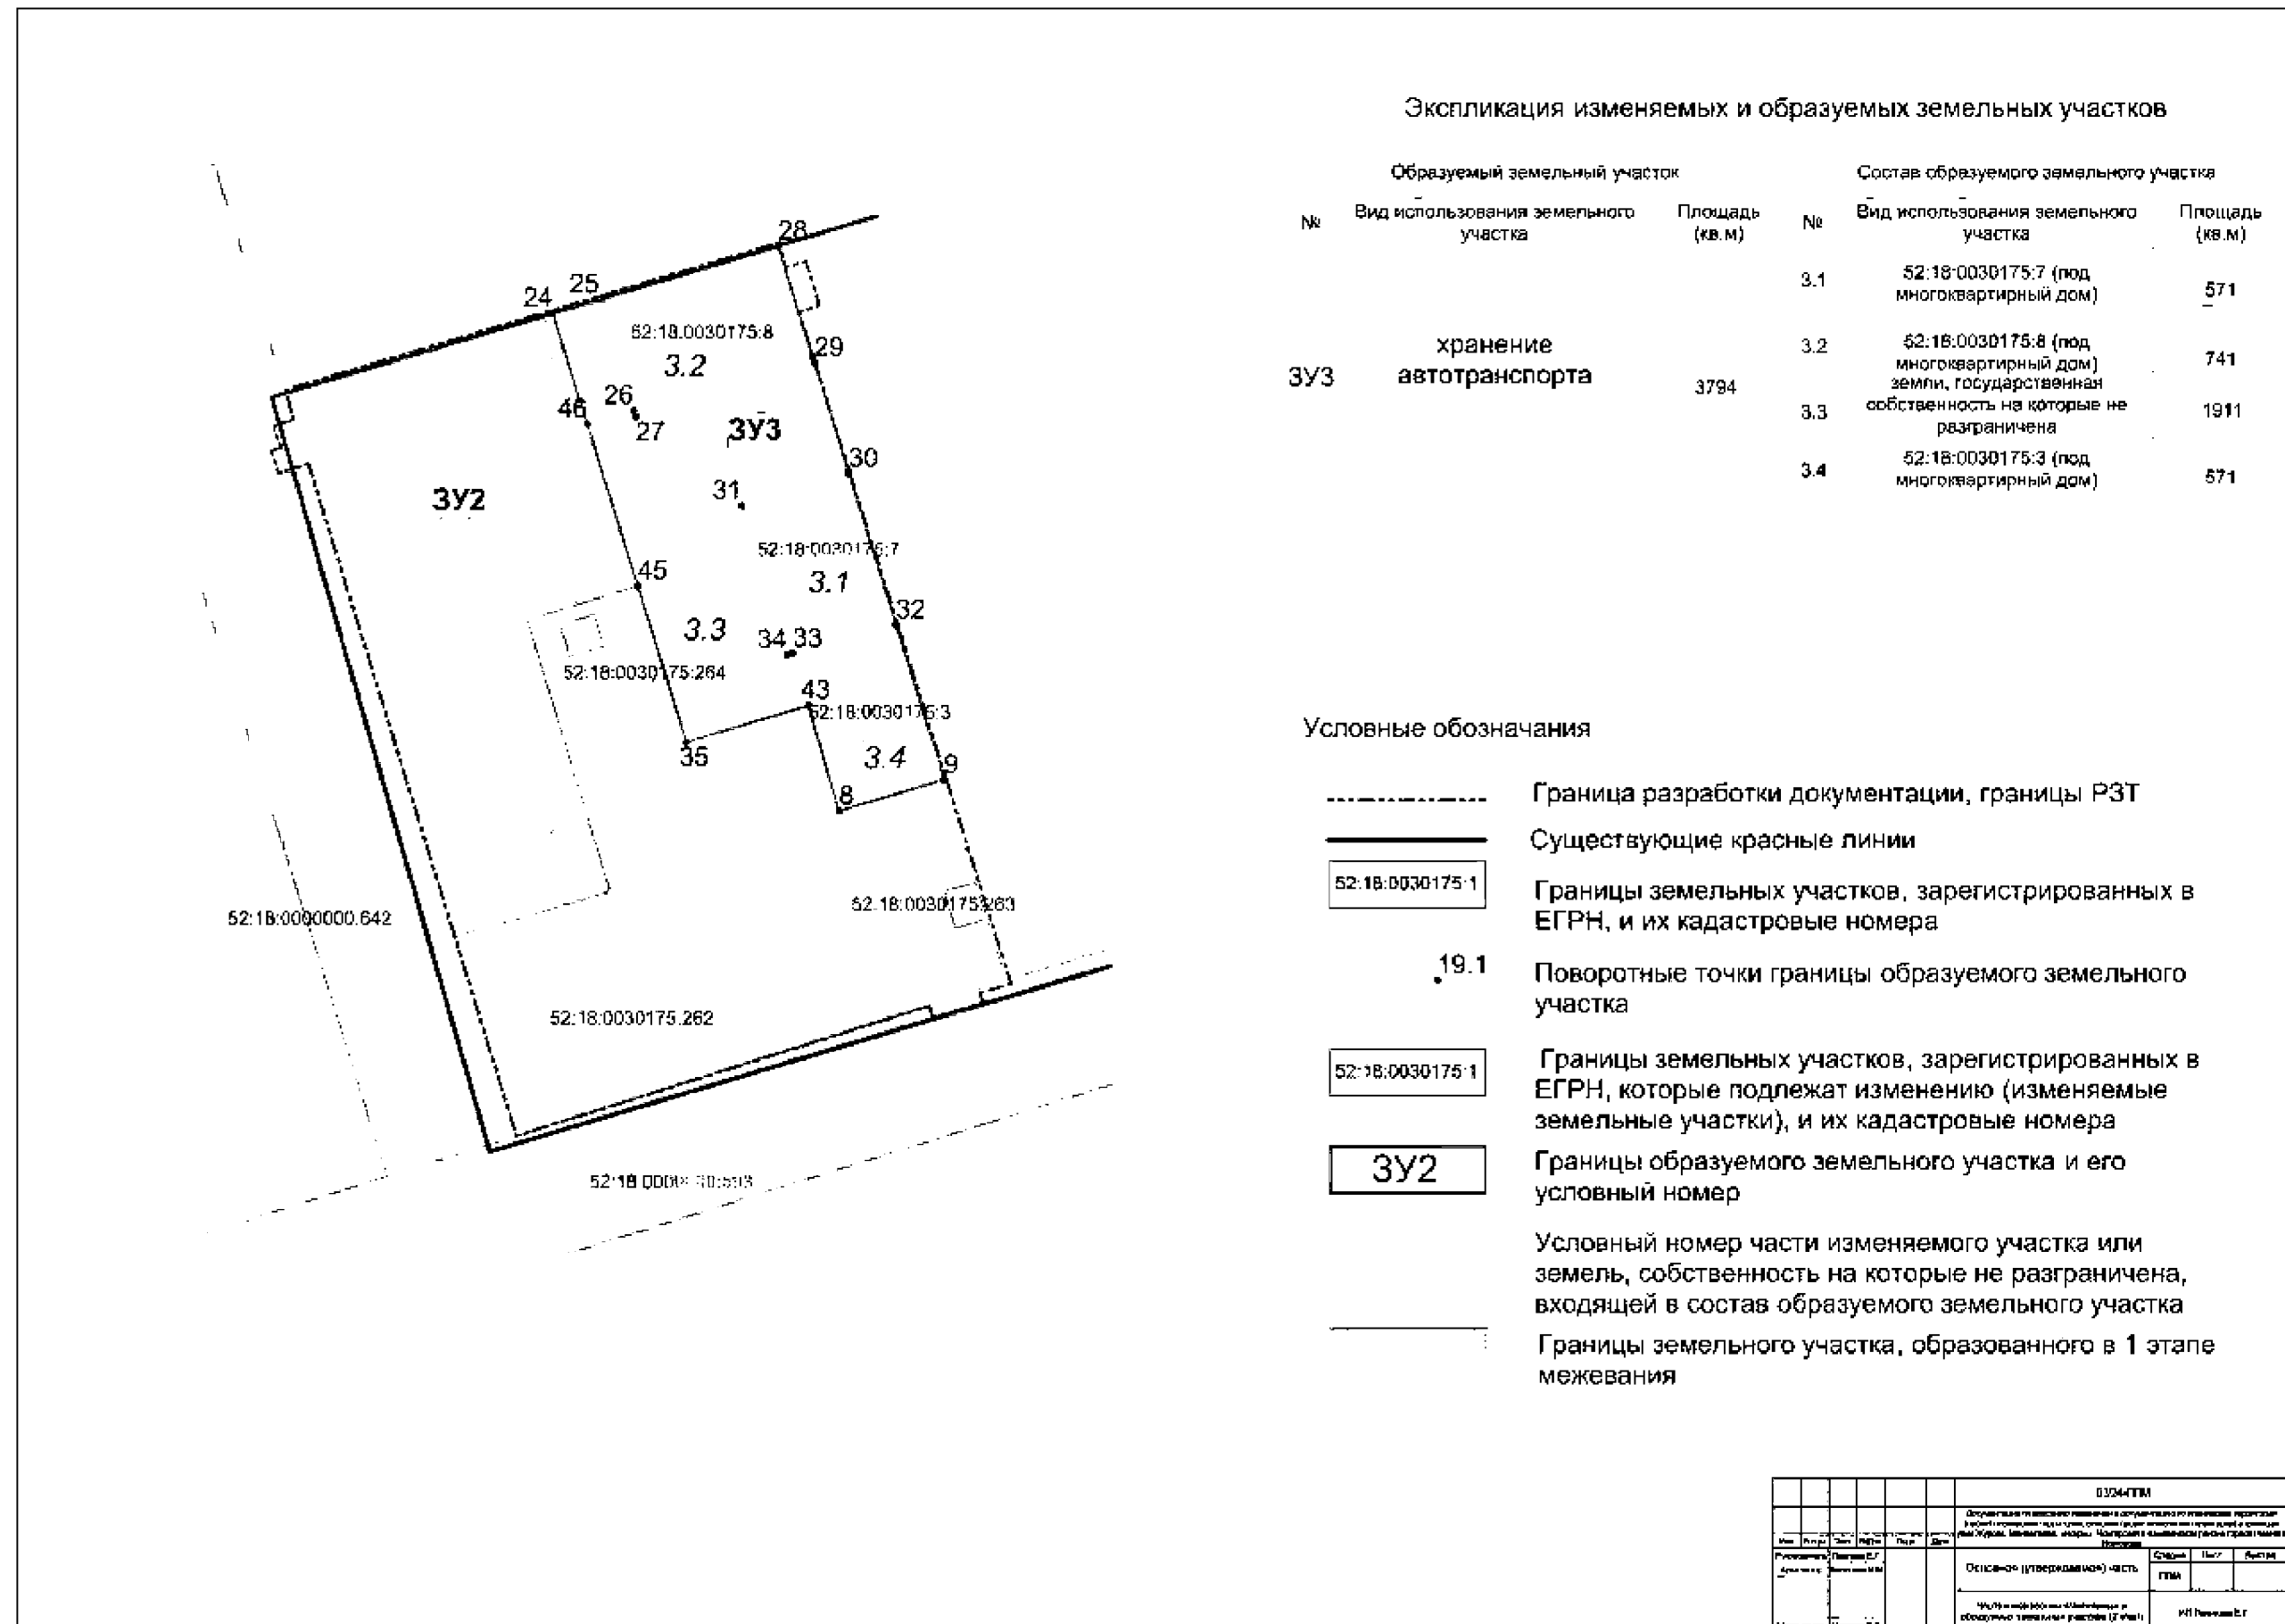 Экспликация изменяемых и образуемых земельных участков
Образуемый земельный участок
Состав образуемого земельного участка
№
Вид использования земельного
участка
Площадь
(кв.м)
№
Вид использования земельного
участка
Площадь
(кв.м)
ЗУ3
хранение
автотранспорта
3794
3.1
52:18:0030175:7 (под
многоквартирный дом)
571
3.2
52:18:0030175:8 (под
многоквартирный дом)
741
3.3
земли, государственная
собственность на которые не
разграничена
1911
3.4
52:18:0030175:3 (под
многоквартирный дом)
571
28
25
24
52:18:0030175:8
3.2
29
26
46
27
ЗУ3
30
31
ЗУ2
52:18:0030175:7
3.1
45
32
3.3
34
33
52:18:0030175:264
43
52:18:0030175:3
35
3.4
9
8
52:18:0030175:263
52:18:0000000:642
52:18:0030175:262
Условные обозначания
Граница разработки документации, границы РЗТ
Существующие красные линии
52:18:0030175:1
Границы земельных участков, зарегистрированных в
ЕГРН, и их кадастровые номера
19.1
Поворотные точки границы образуемого земельного
участка
52:18:0030175:1
Границы земельных участков, зарегистрированных в
ЕГРН, которые подлежат изменению (изменяемые
земельные участки), и их кадастровые номера
ЗУ2
Границы образуемого земельного участка и его
условный номер
Условный номер части изменяемого участка или
земель, собственность на которые не разграничена,
входящей в состав образуемого земельного участка
Границы земельного участка, образованного в 1 этапе
межевания
03/24-ППМ
Основная (утверждаемая) часть
Стадия
Лист
ППМ